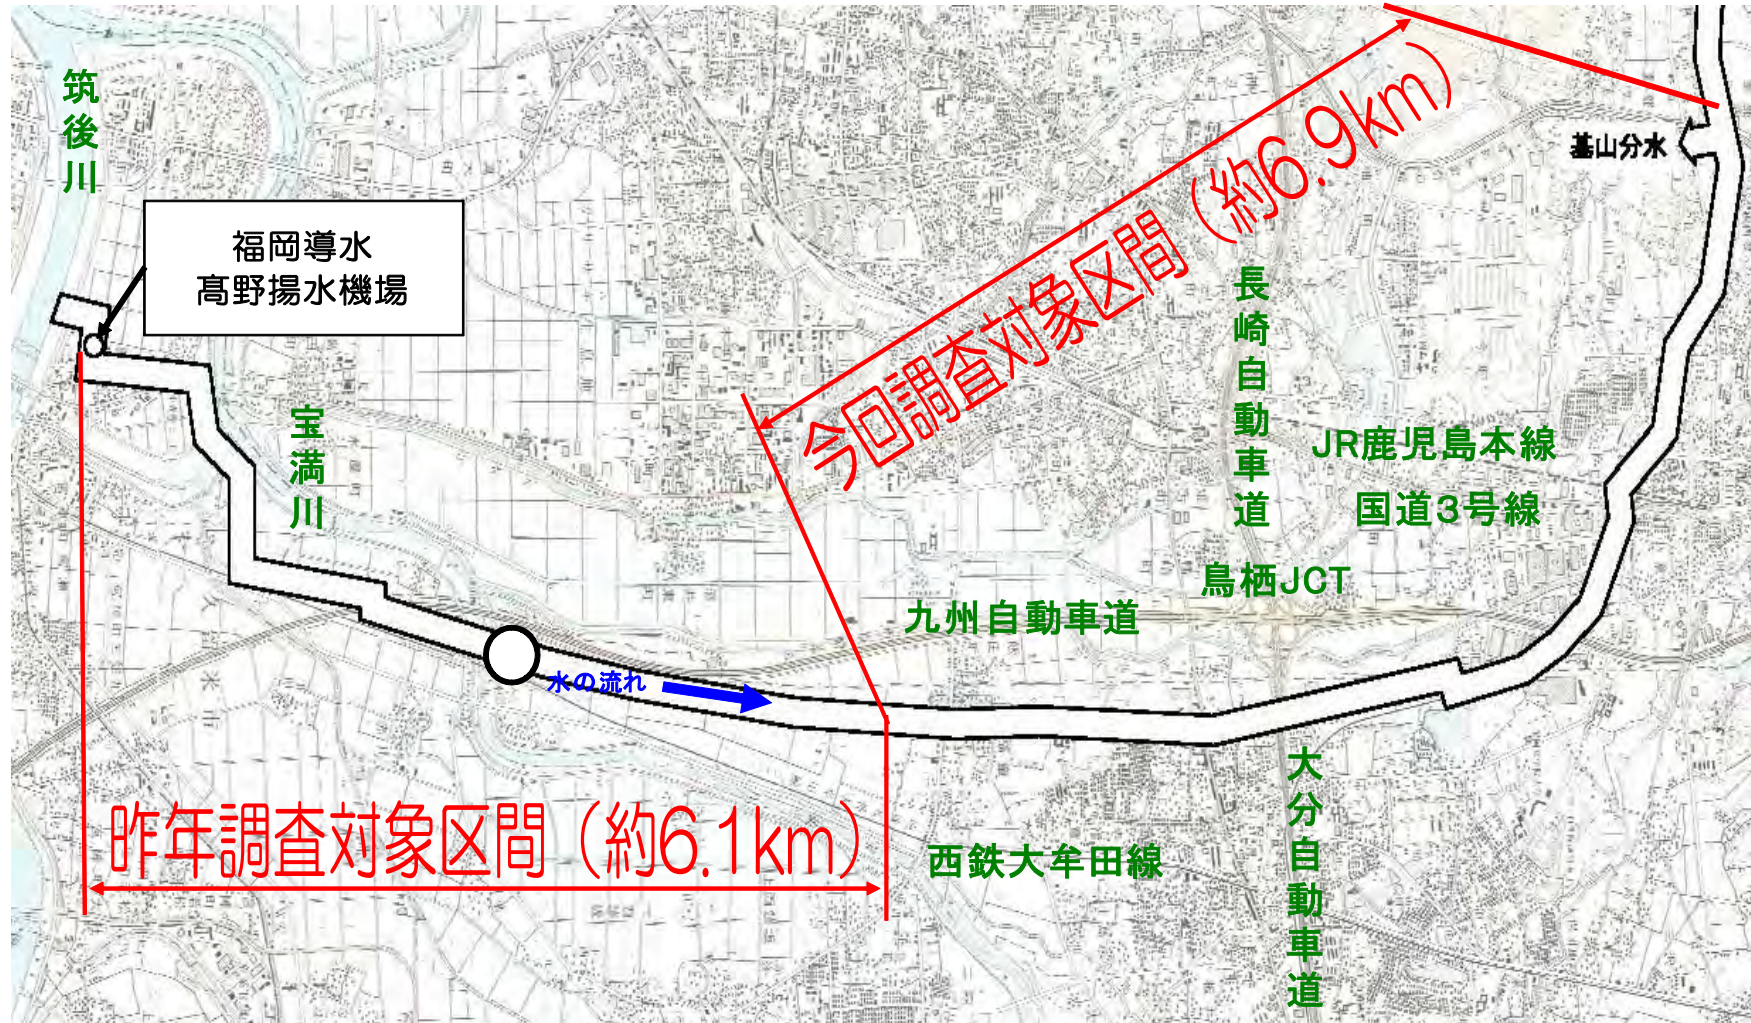 筑後川
福岡導水
髙野揚水機場
宝満川
今回調査対象区間（約6.9km）
基山分水
長崎自動車道
JR鹿児島本線
国道3号線
鳥栖JCT
九州自動車道
水の流れ
昨年調査対象区間（約6.1km）
西鉄大牟田線
大分自動車道